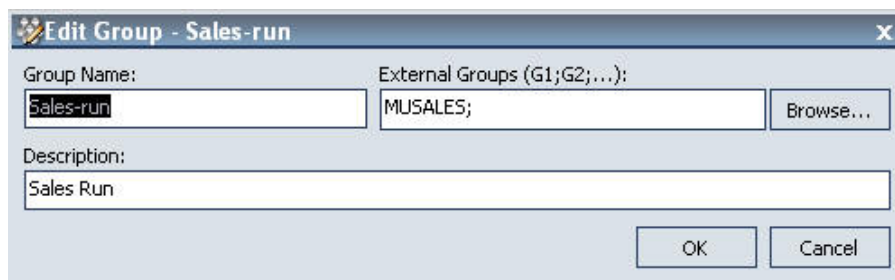 Edit Group - Sales-run x
Group Name: External Groups (G1;G2;...):
Sales-run MUSALES; Browse...
Description:
Sales Run
OK Cancel